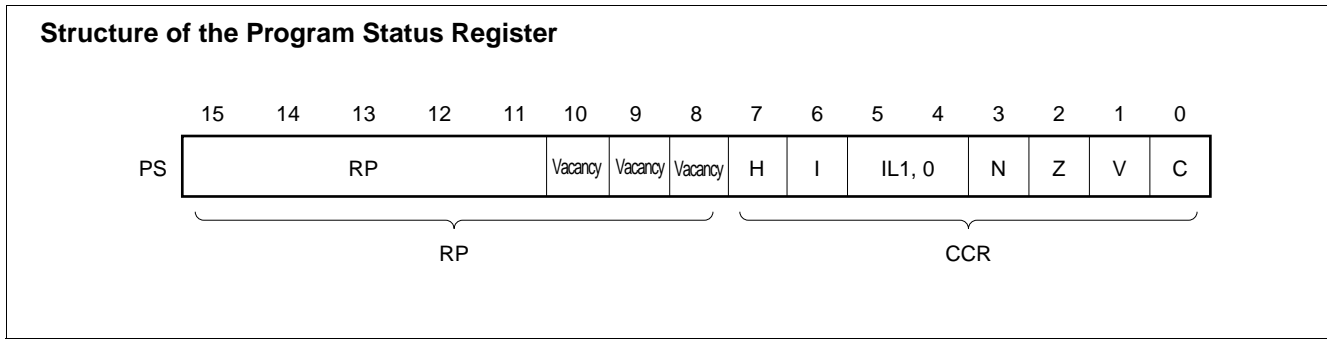 Structure of the Program Status Register
15 14 13 12 11 10 9 8 7 6 5 4 3 2 1 0
PS RP Vacancy Vacancy Vacancy H I IL1, 0 N Z V C
RP CCR